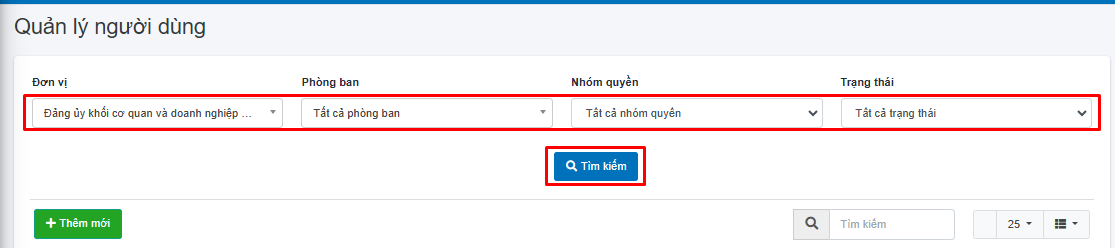 Quản lý người dùng
Đơn vị Phòng ban Nhóm quyền Trạng thái
Đảng ủy khối cơ quan và doanh nghiệp ... Tất cả phòng ban Tất cả nhóm quyền Tất cả trạng thái
Tìm kiếm
Thêm mới Tìm kiếm 25